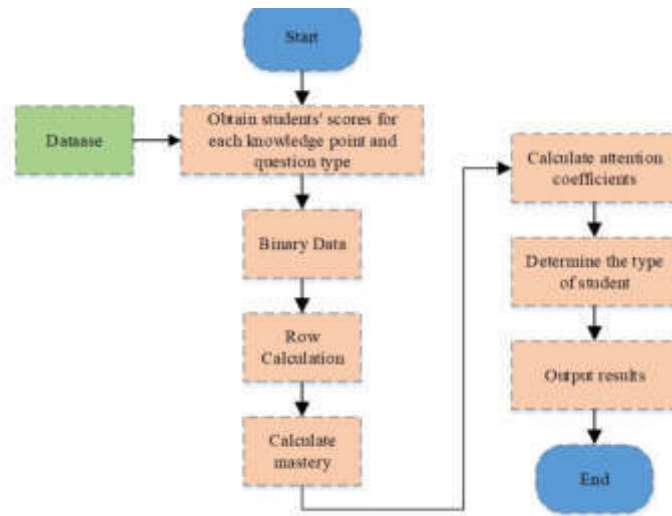 Start
Obtain students' scores for
each knowledge point and
question type
Dataase
Binary Data
Row
Calculation
Calculate
mastery
Calculate attention
coefficients
Determine the type
of student
Output results
End